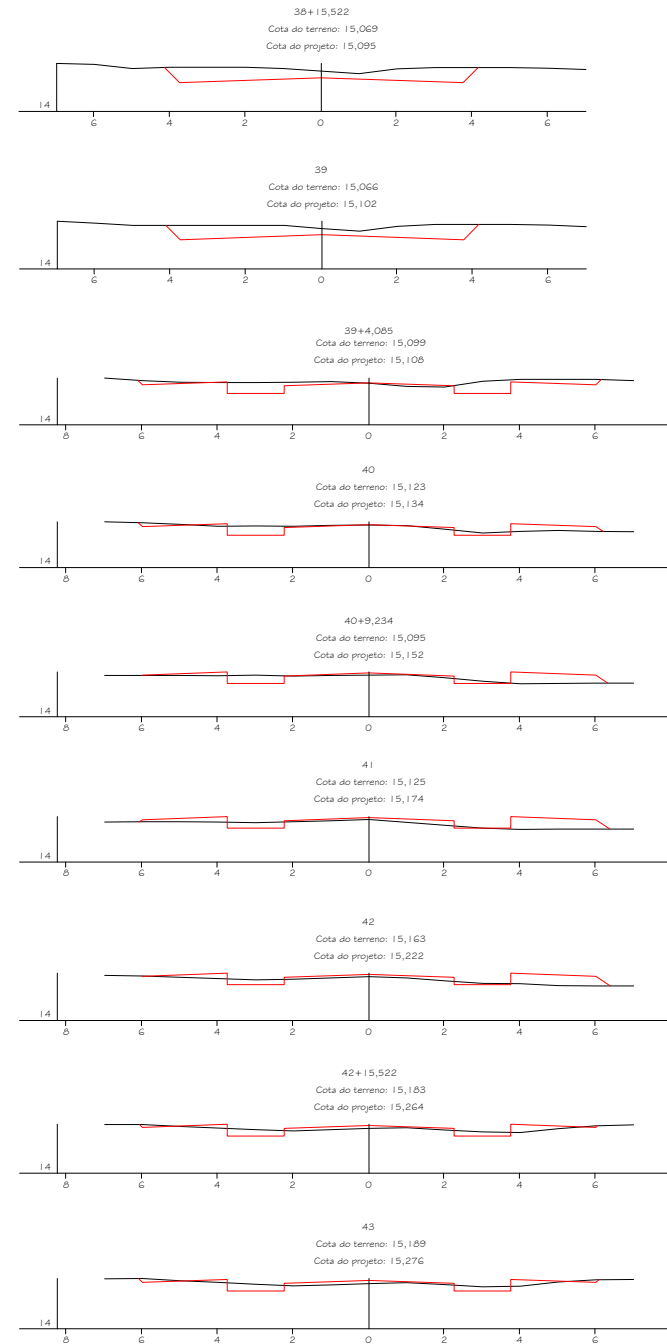 38+15,522
Cota do terreno: 15,069
Cota do projeto: 15,095
14
6 4 2 0 2 4 6
39
Cota do terreno: 15,066
Cota do projeto: 15,102
14
6 4 2 0 2 4 6
39+4,085
Cota do terreno: 15,099
Cota do projeto: 15,108
14
8 6 4 2 0 2 4 6
40
Cota do terreno: 15,123
Cota do projeto: 15,134
14
8 6 4 2 0 2 4 6
40+9,234
Cota do terreno: 15,095
Cota do projeto: 15,152
14
8 6 4 2 0 2 4 6
41
Cota do terreno: 15,125
Cota do projeto: 15,174
14
8 6 4 2 0 2 4 6
42
Cota do terreno: 15,163
Cota do projeto: 15,222
14
8 6 4 2 0 2 4 6
42+15,522
Cota do terreno: 15,183
Cota do projeto: 15,264
14
8 6 4 2 0 2 4 6
43
Cota do terreno: 15,189
Cota do projeto: 15,276
14
8 6 4 2 0 2 4 6